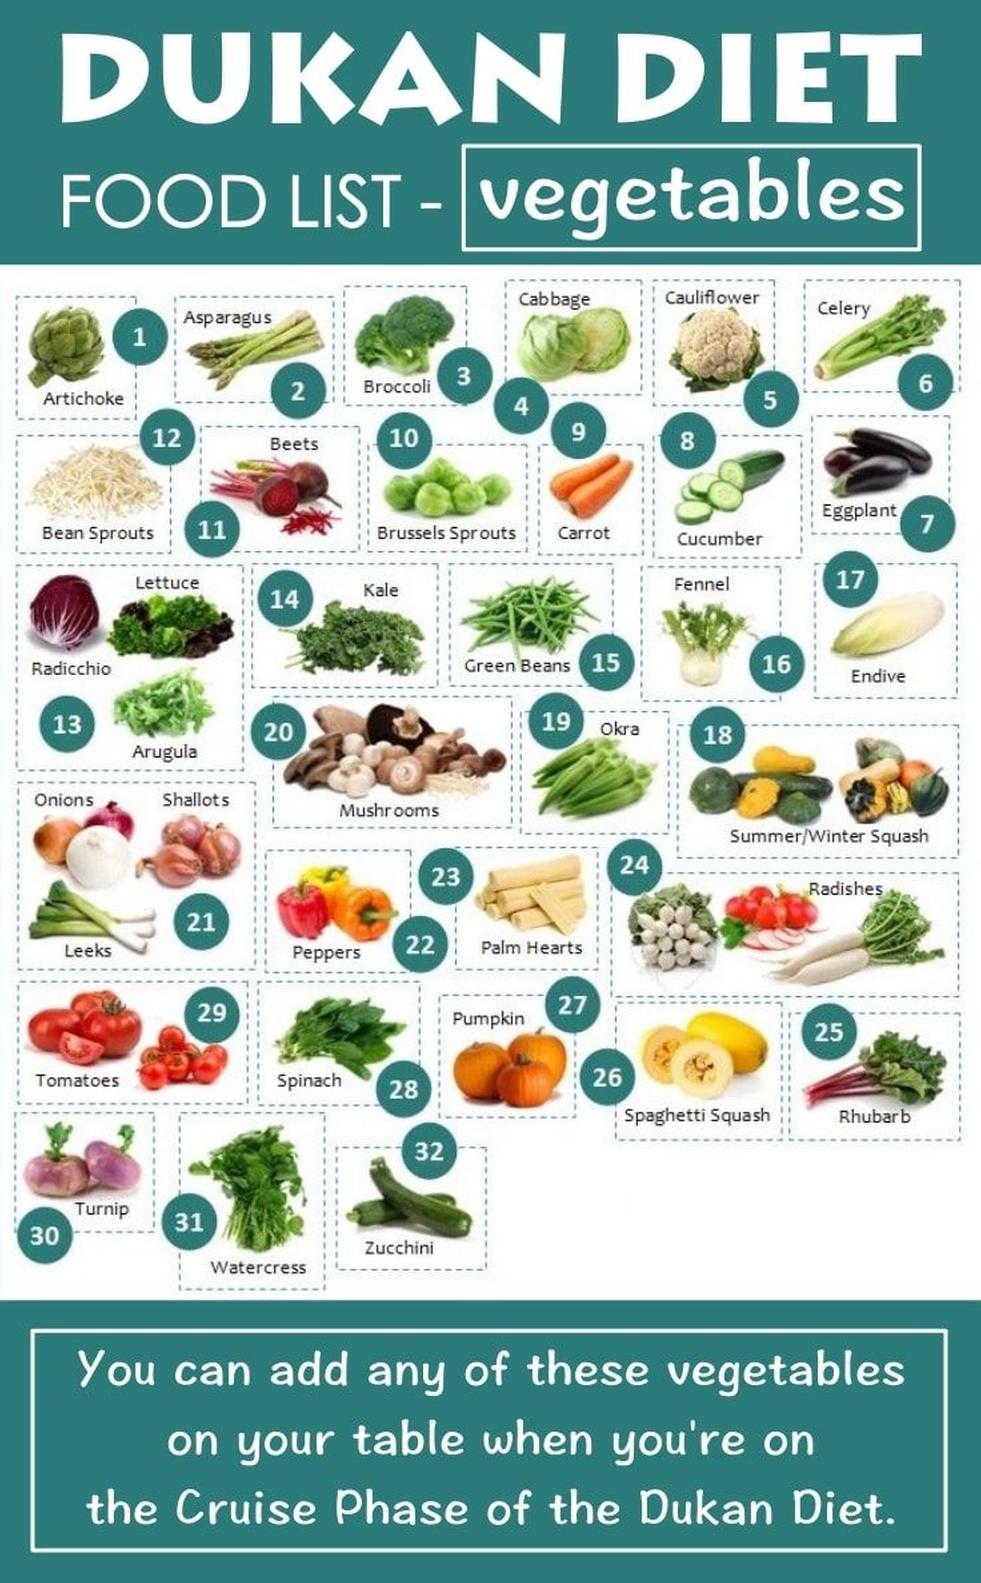 DUKAN DIET
FOOD LIST - vegetables
Artichoke
1
Asparagus
2
Broccoli
3
Cabbage
4
Cauliflower
5
Celery
6
12
Bean Sprouts
Beets
11
10
Brussels Sprouts
9
Carrot
8
Cucumber
Eggplant
7
Lettuce
Radicchio
13
Arugula
14
Kale
Green Beans
15
Fennel
16
17
Endive
20
Mushrooms
19
Okra
18
Summer/Winter Squash
Onions
Shallots
Leeks
21
Peppers
22
23
Palm Hearts
24
Radishes
29
Tomatoes
Spinach
28
Pumpkin
27
26
Spaghetti Squash
25
Rhubarb
Turnip
30
31
Watercress
32
Zucchini
You can add any of these vegetables
on your table when you're on
the Cruise Phase of the Dukan Diet.